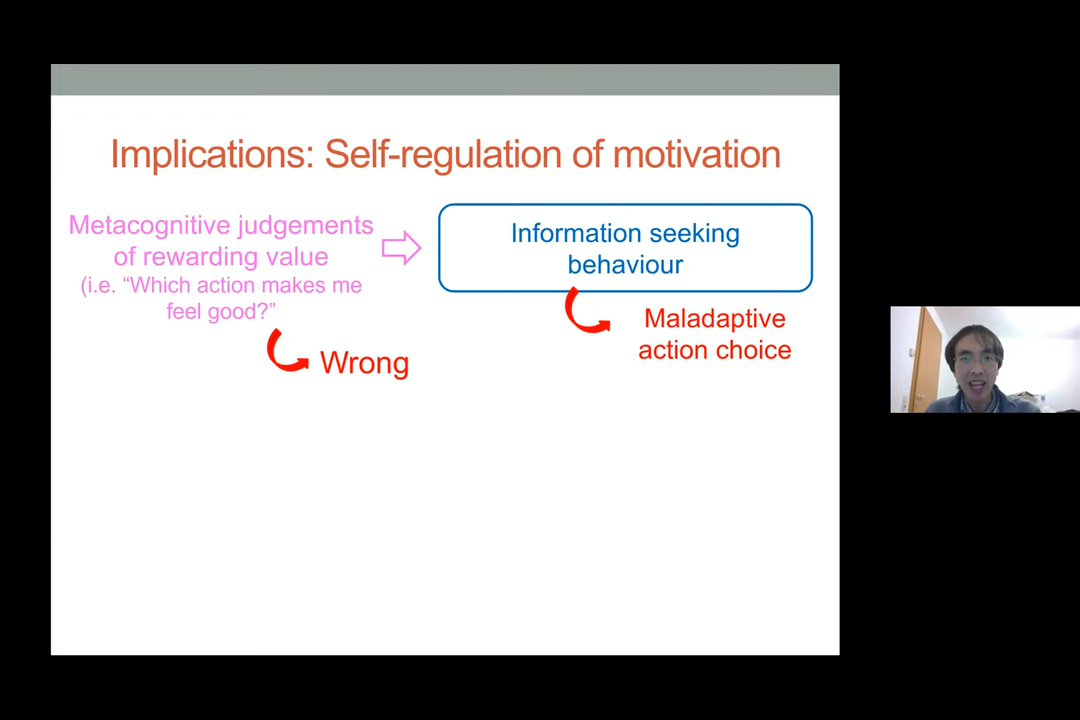 Implications: Self-regulation of motivation
Metacognitive judgements
of rewarding value
(i.e. “Which action makes me
feel good?”
Wrong
Information seeking
behaviour
Maladaptive
action choice